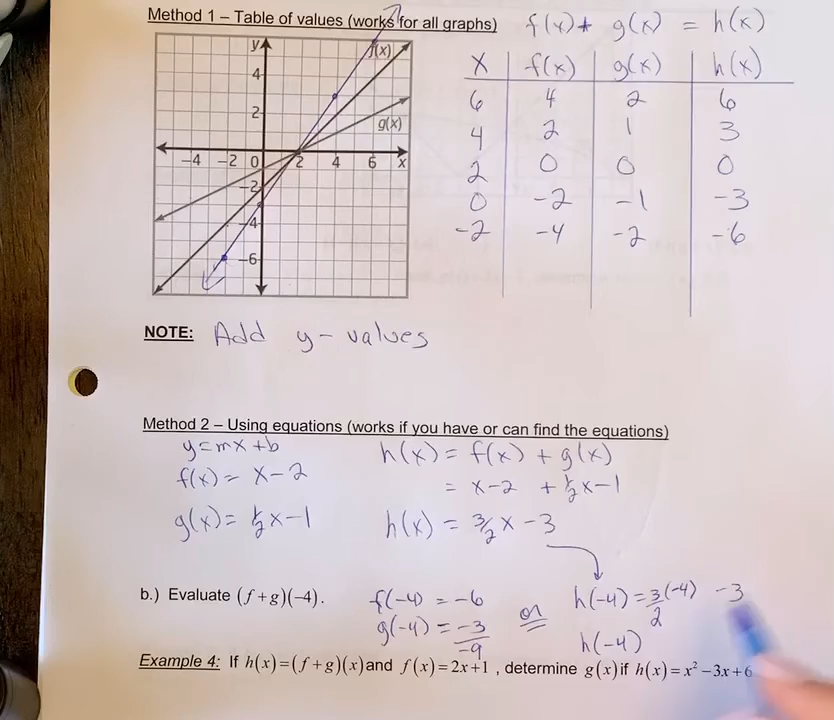 Method 1 – Table of values (works for all graphs) f(x) + g(x) = h(x)
y f(x)
4
2
g(x)
-4 -2 0 2 4 6 x
-2
-4
-6
x f(x) g(x) h(x)
6 4 2 6
4 2 1 3
2 0 0 0
0 -2 -1 -3
-2 -4 -2 -6
NOTE: Add y-values
Method 2 – Using equations (works if you have or can find the equations)
y=mx+b h(x) = f(x) + g(x)
f(x) = x-2 = x-2 + 1/2x-1
g(x) = 1/2x-1 h(x) = 3/2x -3
b.) Evaluate (f+g)(-4). f(-4) = -6 or h(-4) = 3(-4)/2 -3
g(-4) = -3 h(-4)
-9
Example 4: If h(x)=(f+g)(x) and f(x)=2x+1, determine g(x) if h(x)=x²-3x+6